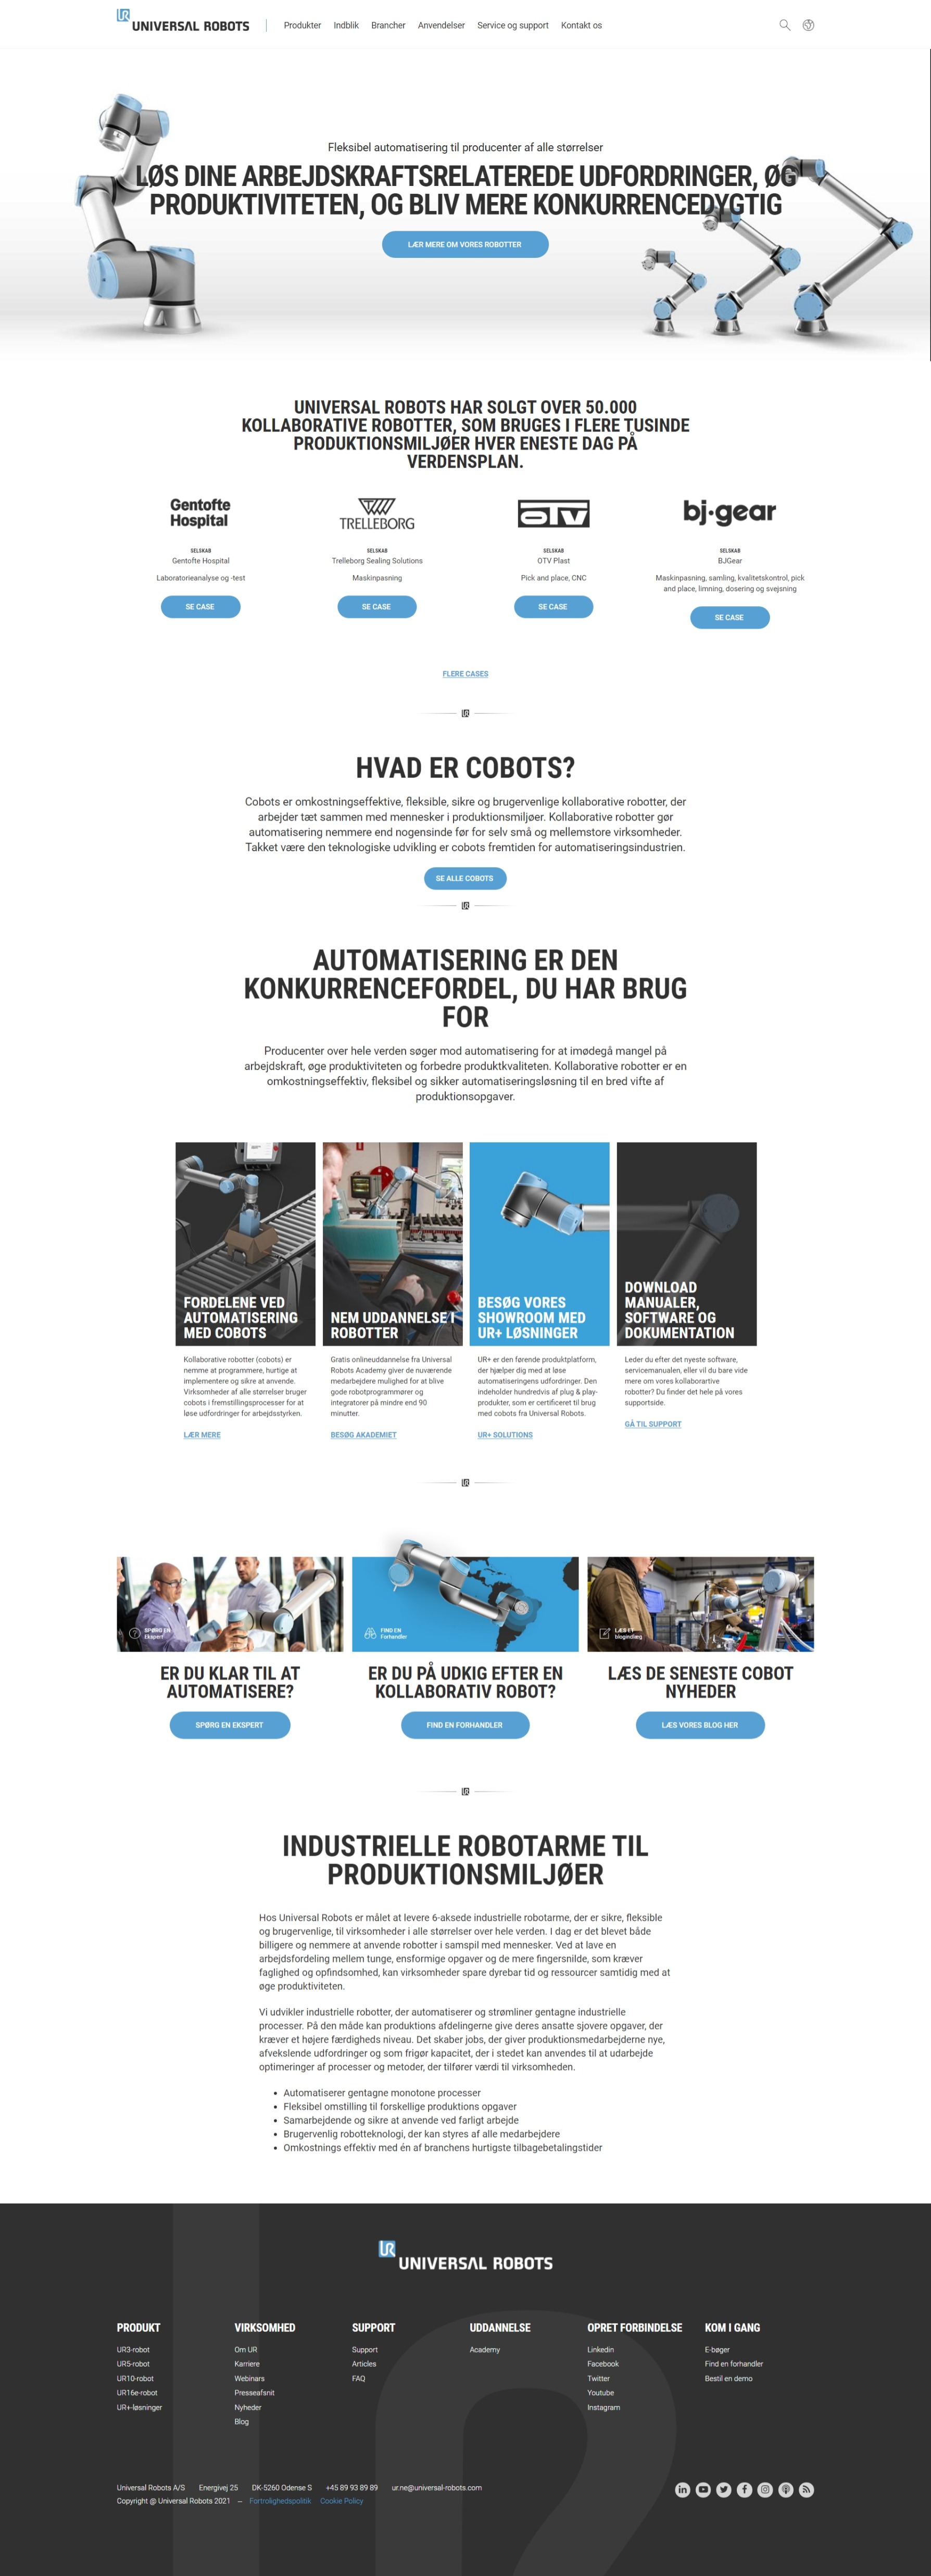 UR
UNIVERSAL ROBOTS
Produkter Indblik Brancher Anvendelser Service og support Kontakt os
Fleksibel automatisering til producenter af alle størrelser
LØS DINE ARBEJDSKRAFTSRELATEREDE UDFORDRINGER, ØG
PRODUKTIVITETEN, OG BLIV MERE KONKURRENCEDYGTIG
LÆR MERE OM VORES ROBOTTER
UNIVERSAL ROBOTS HAR SOLGT OVER 50.000
KOLLABORATIVE ROBOTTER, SOM BRUGES I FLERE TUSINDE
PRODUKTIONSMILJØER HVER ENESTE DAG PÅ
VERDENSPLAN.
Gentofte
Hospital
SELSKAB
Gentofte Hospital
Laboratorieanalyse og -test
SE CASE
TRELLEBORG
SELSKAB
Trelleborg Sealing Solutions
Maskinpasning
SE CASE
OTV
SELSKAB
OTV Plast
Pick and place, CNC
SE CASE
bj-gear
SELSKAB
BJGear
Maskinpasning, samling, kvalitetskontrol, pick
and place, limning, dosering og svejsning
SE CASE
FLERE CASES
UR
HVAD ER COBOTS?
Cobots er omkostningseffektive, fleksible, sikre og brugervenlige kollaborative robotter, der
arbejder tæt sammen med mennesker i produktionsmiljøer. Kollaborative robotter gør
automatisering nemmere end nogensinde før for selv små og mellemstore virksomheder.
Takket være den teknologiske udvikling er cobots fremtiden for automatiseringsindustrien.
SE ALLE COBOTS
UR
AUTOMATISERING ER DEN
KONKURRENCEFORDEL, DU HAR BRUG
FOR
Producenter over hele verden søger mod automatisering for at imødegå mangel på
arbejdskraft, øge produktiviteten og forbedre produktkvaliteten. Kollaborative robotter er en
omkostningseffektiv, fleksibel og sikker automatiseringsløsning til en bred vifte af
produktionsopgaver.
FORDELENE VED
AUTOMATISERING
MED COBOTS
Kollaborative robotter (cobots) er
nemme at programmere, hurtige at
implementere og sikre at anvende.
Virksomheder af alle størrelser bruger
cobots i fremstillingsprocesser for at
løse udfordringer for arbejdsstyrken.
LÆR MERE
NEM UDDANNELSE I
ROBOTTER
Gratis onlineuddannelse fra Universal
Robots Academy giver de nuværende
medarbejdere mulighed for at blive
gode robotprogrammører og
integratorer på mindre end 90
minutter.
BESØG AKADEMIET
BESØG VORES
SHOWROOM MED
UR+ LØSNINGER
UR+ er den førende produktplatform,
der hjælper dig med at løse
automatiseringens udfordringer. Den
indeholder hundredvis af plug & play-
produkter, som er certificeret til brug
med cobots fra Universal Robots.
UR+ SOLUTIONS
DOWNLOAD
MANUALER,
SOFTWARE OG
DOKUMENTATION
Leder du efter det nyeste software,
servicemanualen, eller vil du bare vide
mere om vores kollaborartive
robotter? Du finder det hele på vores
supportside.
GÅ TIL SUPPORT
UR
SPØRG EN
Ekspert
ER DU KLAR TIL AT
AUTOMATISERE?
SPØRG EN EKSPERT
FIND EN
Forhandler
ER DU PÅ UDKIG EFTER EN
KOLLABORATIV ROBOT?
FIND EN FORHANDLER
LÆS ET
blogindlæg
LÆS DE SENESTE COBOT
NYHEDER
LÆS VORES BLOG HER
UR
INDUSTRIELLE ROBOTARME TIL
PRODUKTIONSMILJØER
Hos Universal Robots er målet at levere 6-aksede industrielle robotarme, der er sikre, fleksible
og brugervenlige, til virksomheder i alle størrelser over hele verden. I dag er det blevet både
billigere og nemmere at anvende robotter i samspil med mennesker. Ved at lave en
arbejdsfordeling mellem tunge, ensformige opgaver og de mere fingersnilde, som kræver
faglighed og opfindsomhed, kan virksomheder spare dyrebar tid og ressourcer samtidig med at
øge produktiviteten.
Vi udvikler industrielle robotter, der automatiserer og strømliner gentagne industrielle
processer. På den måde kan produktions afdelingerne give deres ansatte sjovere opgaver, der
kræver et højere færdigheds niveau. Det skaber jobs, der giver produktionsmedarbejderne nye,
afvekslende udfordringer og som frigør kapacitet, der i stedet kan anvendes til at udarbejde
optimeringer af processer og metoder, der tilfører værdi til virksomheden.
• Automatiserer gentagne monotone processer
• Fleksibel omstilling til forskellige produktions opgaver
• Samarbejdende og sikre at anvende ved farligt arbejde
• Brugervenlig robotteknologi, der kan styres af alle medarbejdere
• Omkostnings effektiv med én af branchens hurtigste tilbagebetalingstider
UR
UNIVERSAL ROBOTS
PRODUKT
UR3-robot
UR5-robot
UR10-robot
UR16e-robot
UR+-løsninger
VIRKSOMHED
Om UR
Karriere
Webinars
Presseafsnit
Nyheder
Blog
SUPPORT
Support
Articles
FAQ
UDDANNELSE
Academy
OPRET FORBINDELSE
Linkedin
Facebook
Twitter
Youtube
Instagram
KOM I GANG
E-bøger
Find en forhandler
Bestil en demo
Universal Robots A/S Energivej 25 DK-5260 Odense S +45 89 93 89 89 ur.ne@universal-robots.com
Copyright @ Universal Robots 2021 – Fortrolighedspolitik Cookie Policy